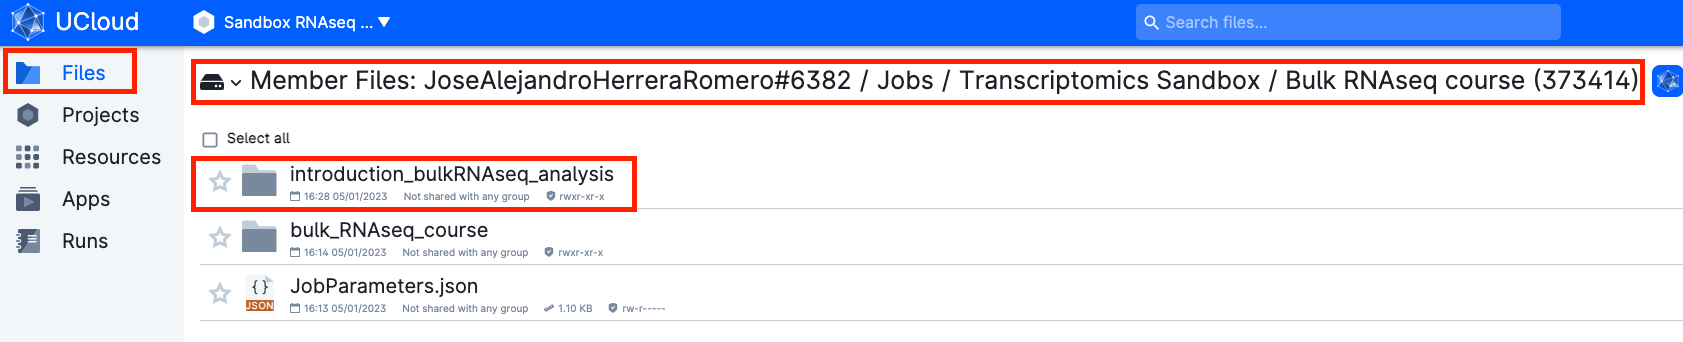 UCloud
Sandbox RNAseq ... ▼
Search files...
Files
Projects
Resources
Apps
Runs
Member Files: JoseAlejandroHerreraRomero#6382 / Jobs / Transcriptomics Sandbox / Bulk RNAseq course (373414)
Select all
introduction_bulkRNAseq_analysis
16:28 05/01/2023 Not shared with any group rwxr-xr-x
bulk_RNAseq_course
16:14 05/01/2023 Not shared with any group rwxr-xr-x
{ } JSON
JobParameters.json
16:13 05/01/2023 Not shared with any group 1.10 KB rw-r-----